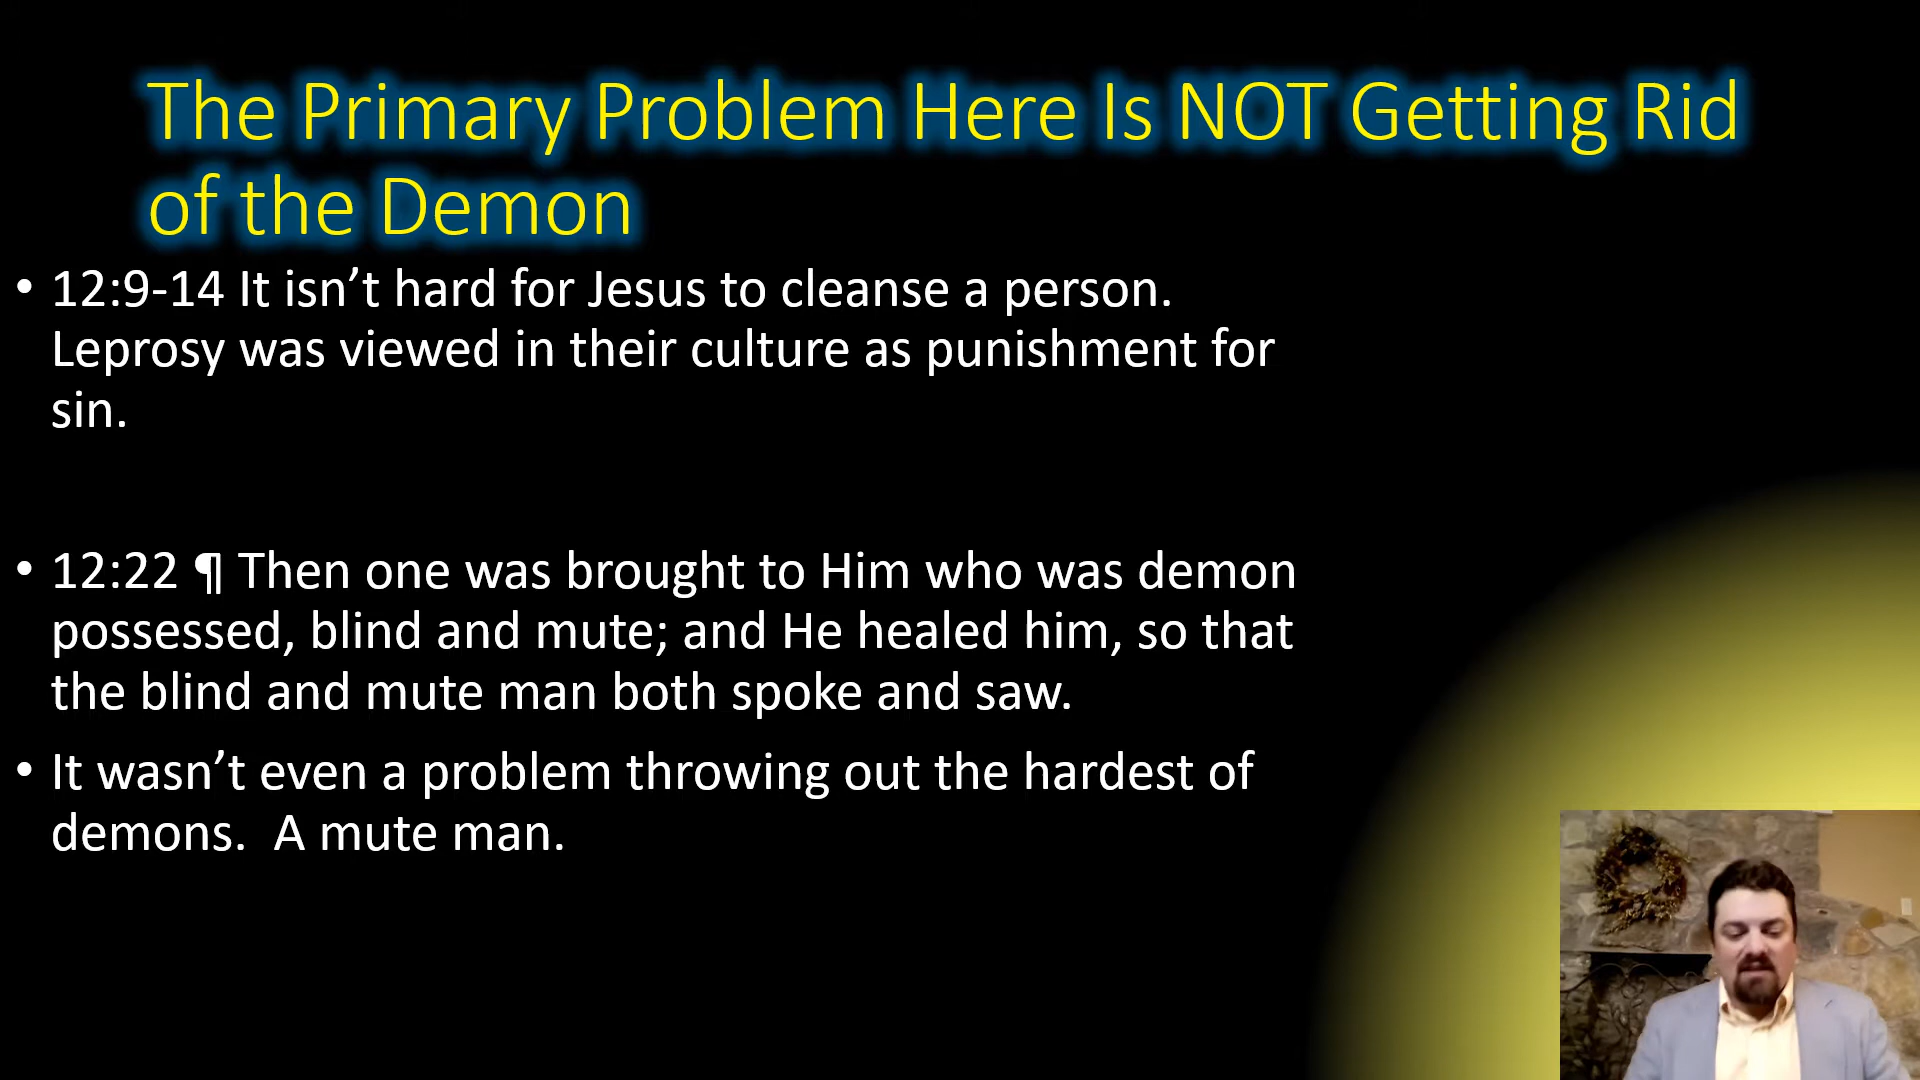 The Primary Problem Here Is NOT Getting Rid
of the Demon
• 12:9-14 It isn’t hard for Jesus to cleanse a person.
Leprosy was viewed in their culture as punishment for
sin.
• 12:22 ¶ Then one was brought to Him who was demon
possessed, blind and mute; and He healed him, so that
the blind and mute man both spoke and saw.
• It wasn’t even a problem throwing out the hardest of
demons.  A mute man.